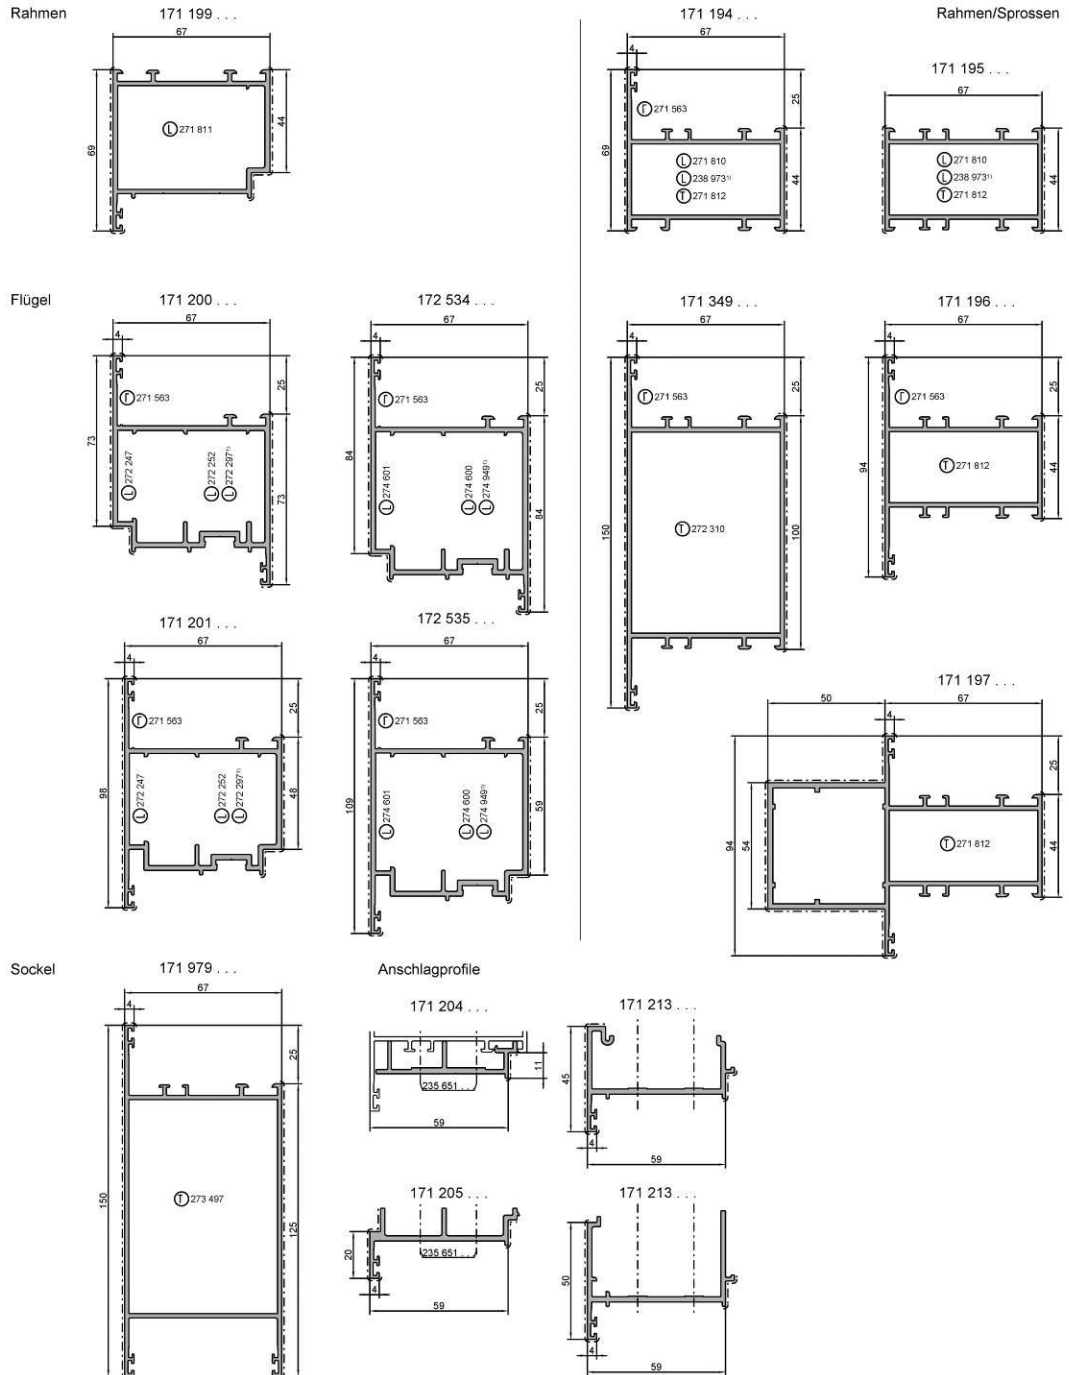 Rahmen
171 199 . . .
67
69
44
L 271 811
171 194 . . .
67
4
69
25
44
Γ 271 563
L 271 810
L 238 973¹⁾
T 271 812
Rahmen/Sprossen
171 195 . . .
67
44
L 271 810
L 238 973¹⁾
T 271 812
Flügel
171 200 . . .
67
4
73
25
73
Γ 271 563
L 272 247
L 272 252
L 272 297¹⁾
172 534 . . .
67
4
84
25
84
Γ 271 563
L 274 601
L 274 600
L 274 949¹⁾
171 349 . . .
67
4
150
25
100
Γ 271 563
T 272 310
171 196 . . .
67
4
94
25
44
Γ 271 563
T 271 812
171 201 . . .
67
4
98
25
48
Γ 271 563
L 272 247
L 272 252
L 272 297¹⁾
172 535 . . .
67
4
109
25
59
Γ 271 563
L 274 601
L 274 600
L 274 949¹⁾
171 197 . . .
50
67
4
94
54
25
44
T 271 812
Sockel
171 979 . . .
67
4
150
25
125
T 273 497
Anschlagprofile
171 204 . . .
11
235 651 . .
59
171 213 . . .
45
4
59
171 205 . . .
20
235 651 . .
4
59
171 213 . . .
50
4
59